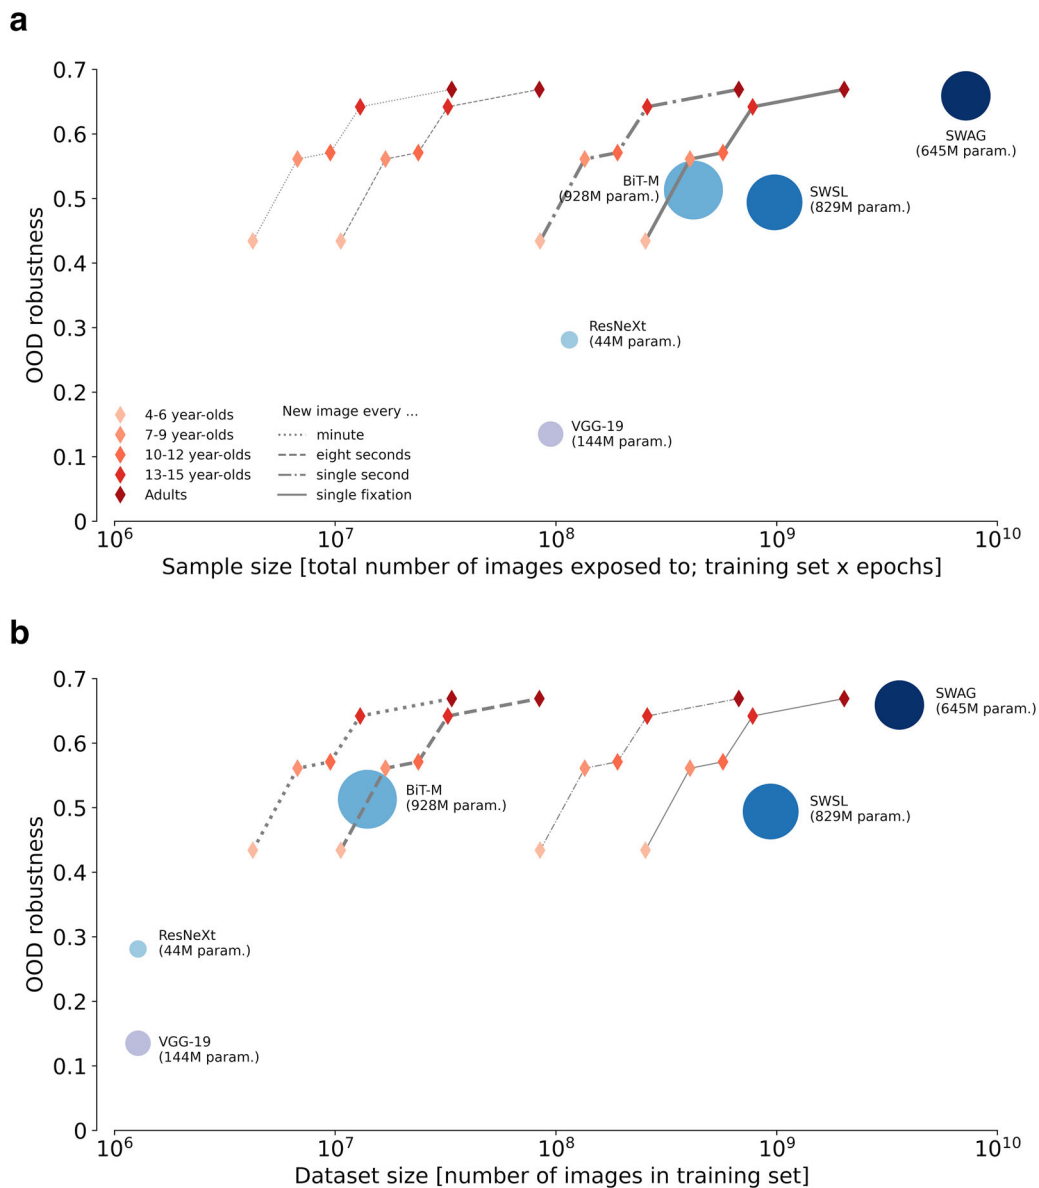 a
OOD robustness
0.7
0.6
0.5
0.4
0.3
0.2
0.1
0
SWAG
(645M param.)
BiT-M
(928M param.)
SWSL
(829M param.)
ResNeXt
(44M param.)
VGG-19
(144M param.)
4-6 year-olds
7-9 year-olds
10-12 year-olds
13-15 year-olds
Adults
New image every ...
minute
eight seconds
single second
single fixation
10^6
10^7
10^8
10^9
10^10
Sample size [total number of images exposed to; training set x epochs]
b
OOD robustness
0.7
0.6
0.5
0.4
0.3
0.2
0.1
0
SWAG
(645M param.)
BiT-M
(928M param.)
SWSL
(829M param.)
ResNeXt
(44M param.)
VGG-19
(144M param.)
10^6
10^7
10^8
10^9
10^10
Dataset size [number of images in training set]